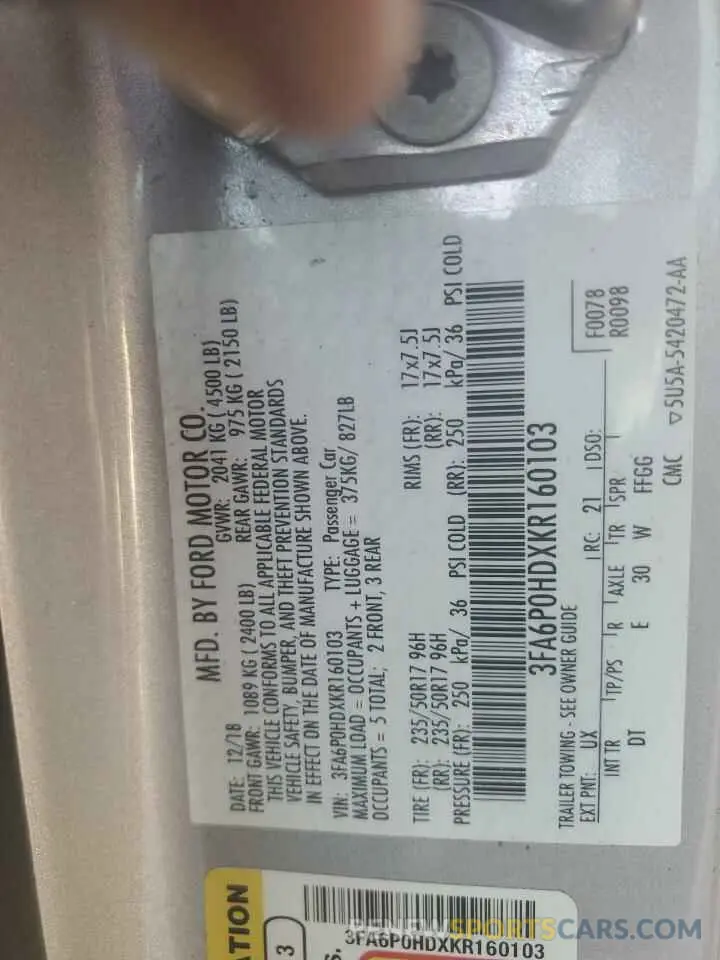 MFD. BY FORD MOTOR CO.
DATE: 12/18 GVWR: 2041 KG ( 4500 LB)
FRONT GAWR: 1089 KG ( 2400 LB) REAR GAWR: 975 KG ( 2150 LB)
THIS VEHICLE CONFORMS TO ALL APPLICABLE FEDERAL MOTOR
VEHICLE SAFETY, BUMPER, AND THEFT PREVENTION STANDARDS
IN EFFECT ON THE DATE OF MANUFACTURE SHOWN ABOVE.
VIN: 3FA6P0HDXKR160103 TYPE: Passenger Car
MAXIMUM LOAD = OCCUPANTS + LUGGAGE = 375KG/ 827LB
OCCUPANTS = 5 TOTAL; 2 FRONT, 3 REAR
TIRE (FR): 235/50R17 96H RIMS (FR): 17x7.5J
(RR): 235/50R17 96H (RR): 17x7.5J
PRESSURE (FR): 250 kPa/ 36 PSI COLD (RR): 250 kPa/ 36 PSI COLD
3FA6P0HDXKR160103
TRAILER TOWING - SEE OWNER GUIDE F0078
EXT PNT: UX RC: 21 DSO: R0098
INT TR TP/PS R AXLE TR SPR
DT E 30 W FFGG
CMC ▽5U5A-5420472-AA
ATION
3
S.
3FA6P0HDXKR160103
RENEWSPORTSCARS.COM